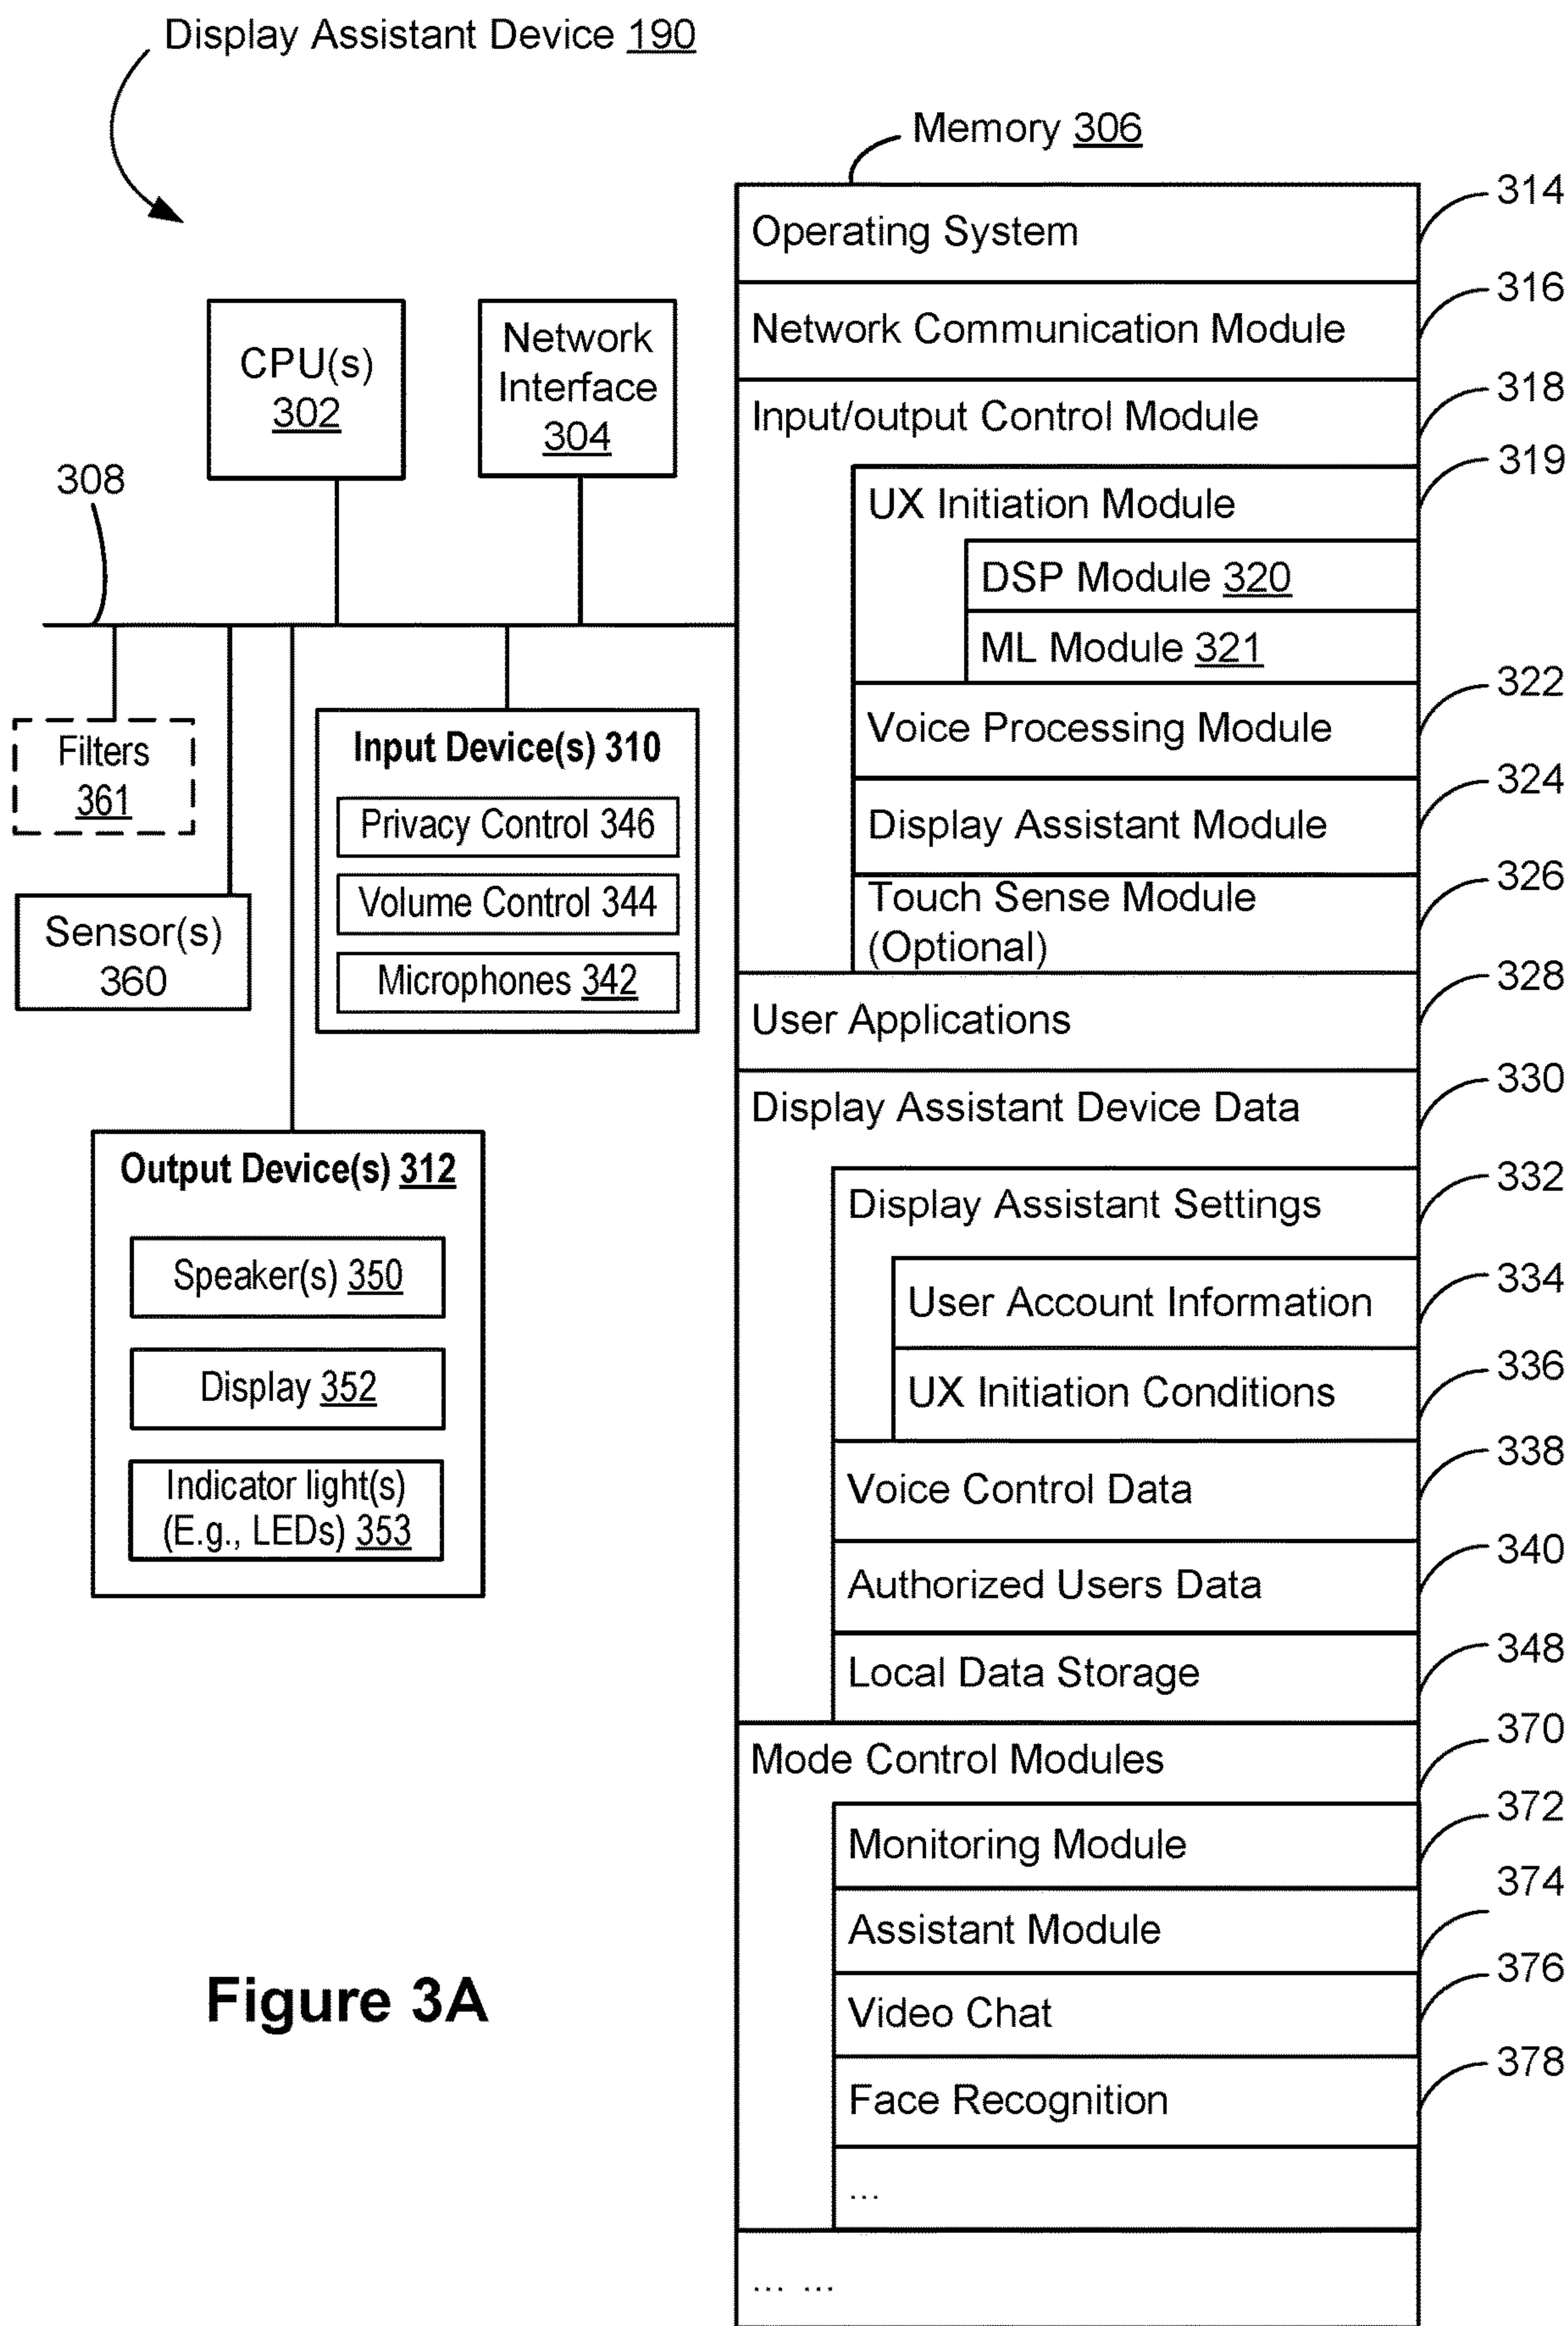 Display Assistant Device 190
Memory 306
CPU(s)
302
Network
Interface
304
308
Filters
361
Sensor(s)
360
Input Device(s) 310
Privacy Control 346
Volume Control 344
Microphones 342
Output Device(s) 312
Speaker(s) 350
Display 352
Indicator light(s)
(E.g., LEDs) 353
Operating System
314
Network Communication Module
316
Input/output Control Module
318
UX Initiation Module
319
DSP Module 320
ML Module 321
Voice Processing Module
322
Display Assistant Module
324
Touch Sense Module
(Optional)
326
User Applications
328
Display Assistant Device Data
330
Display Assistant Settings
332
User Account Information
334
UX Initiation Conditions
336
Voice Control Data
338
Authorized Users Data
340
Local Data Storage
348
Mode Control Modules
370
Monitoring Module
372
Assistant Module
374
Video Chat
376
Face Recognition
378
...
... ...
Figure 3A